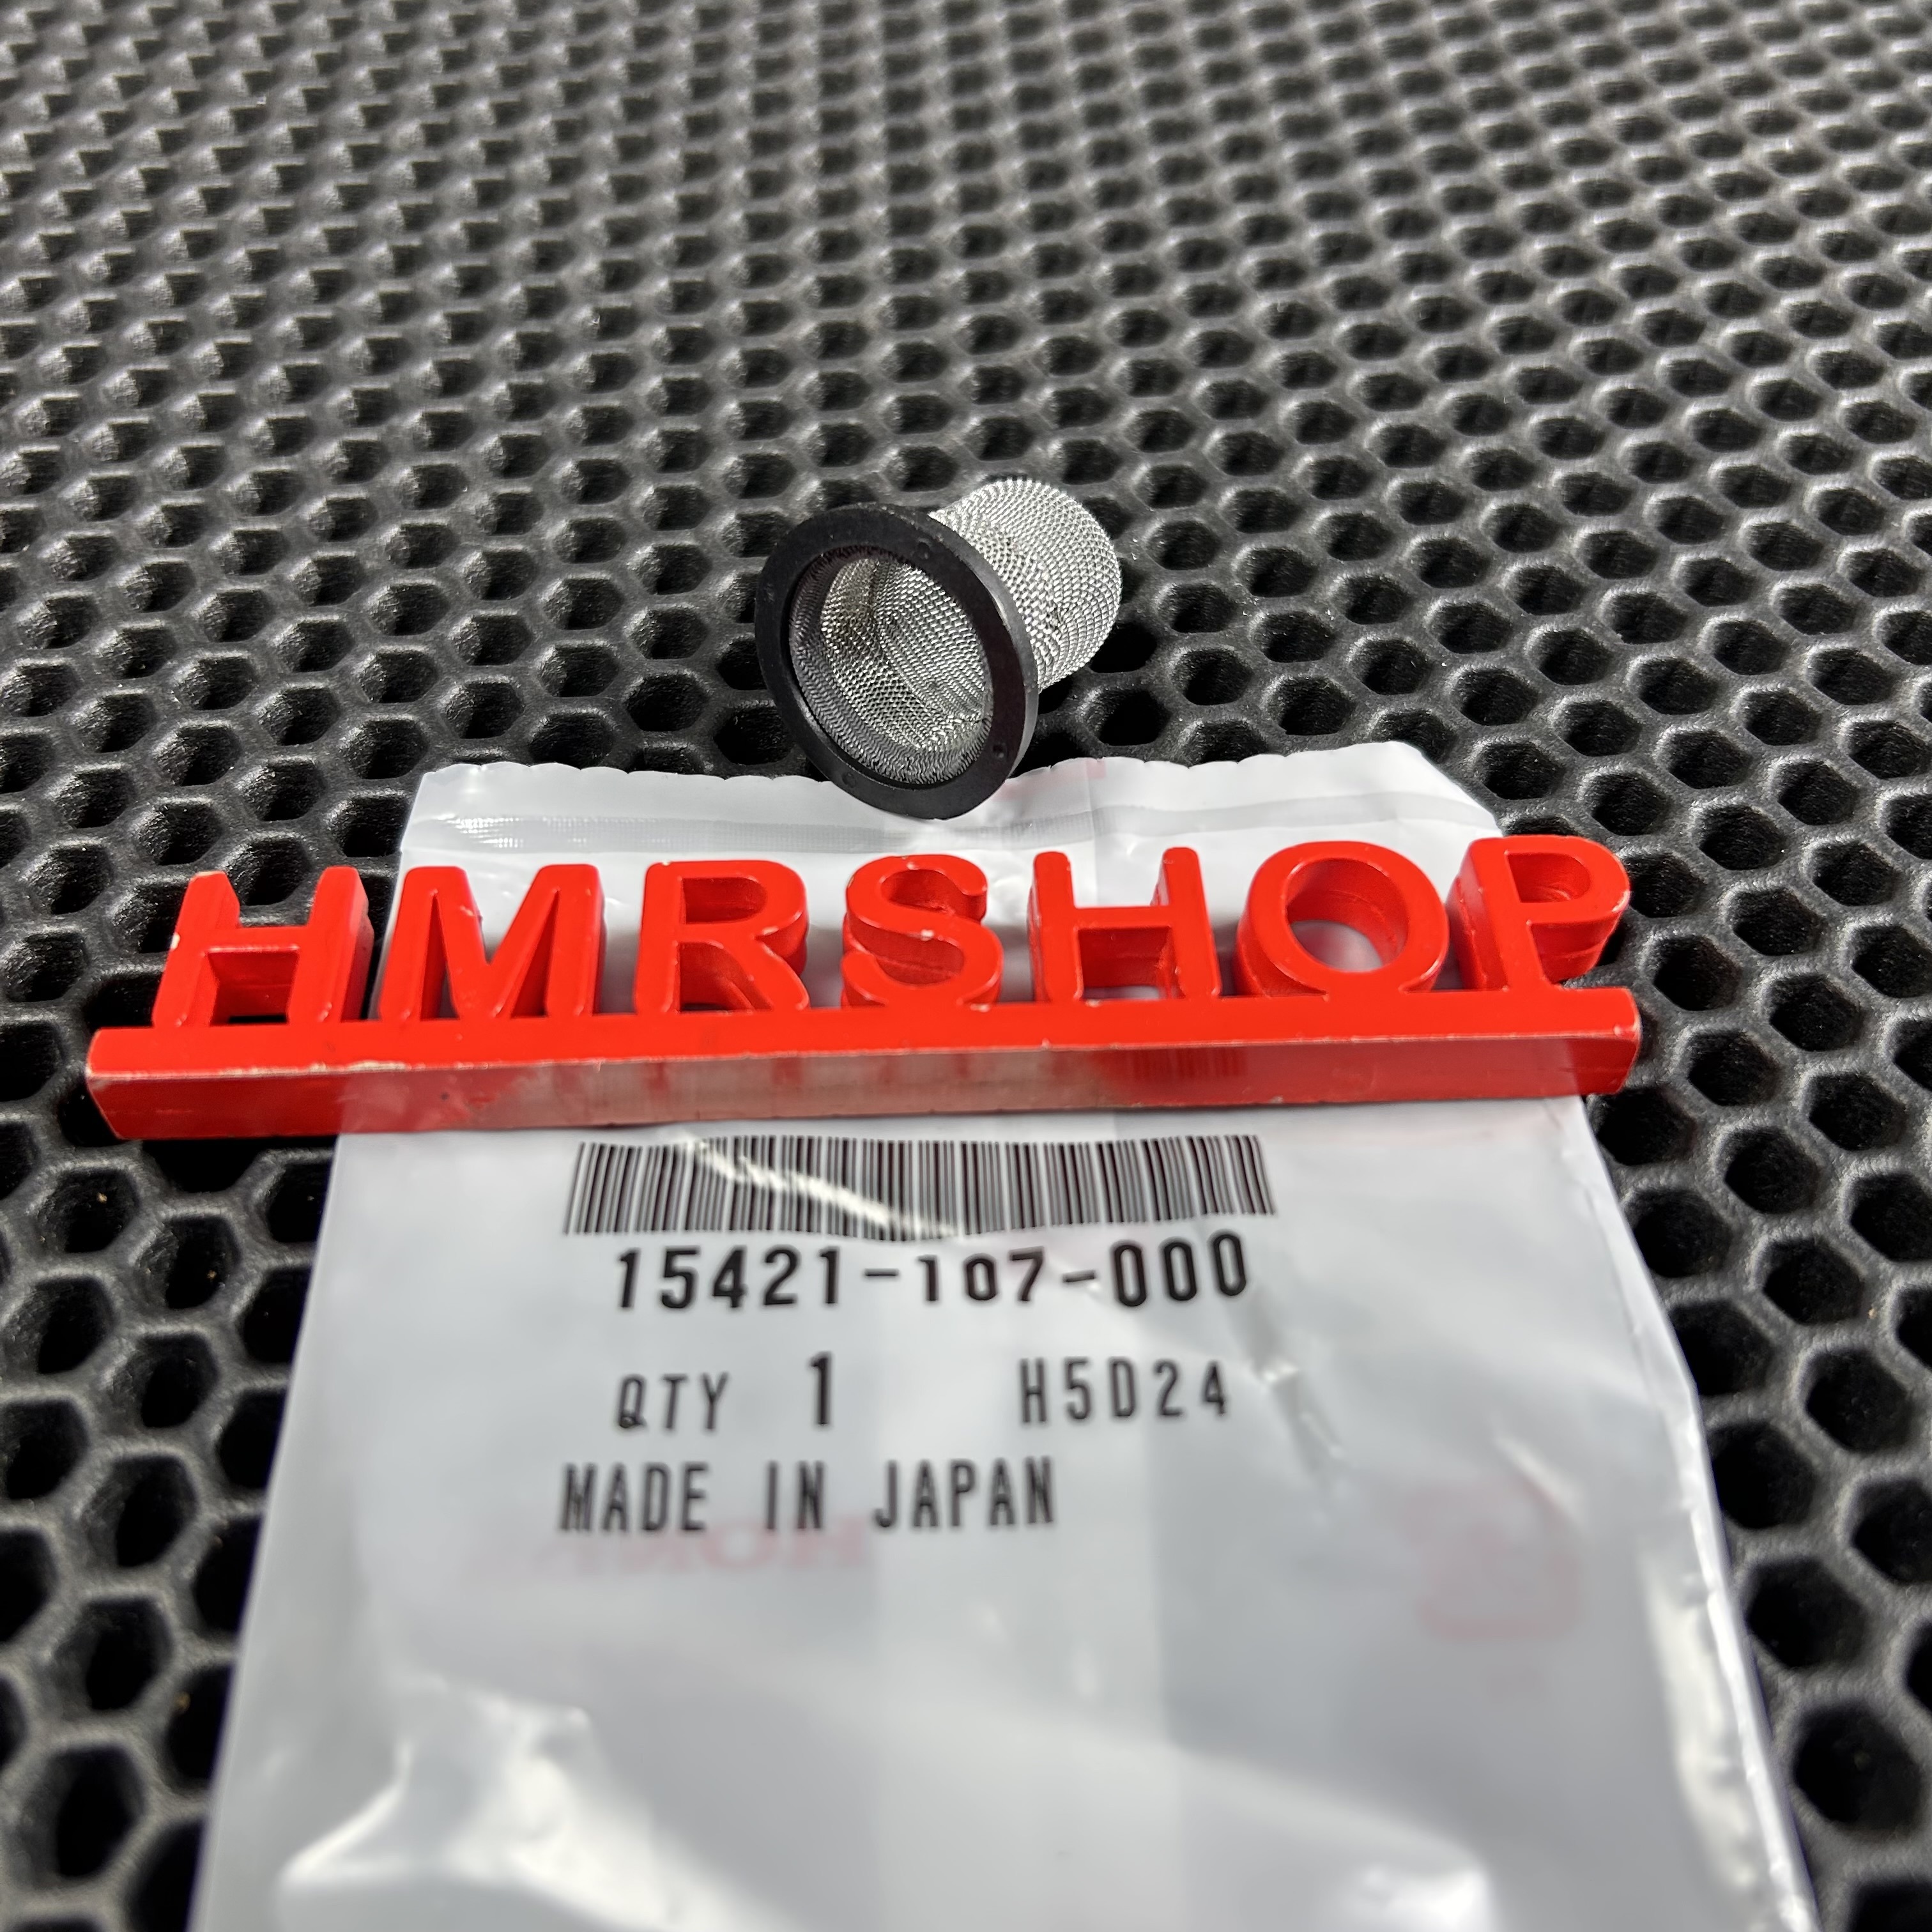 HMRSHOP
15421-107-000
QTY 1 H5D24
MADE IN JAPAN